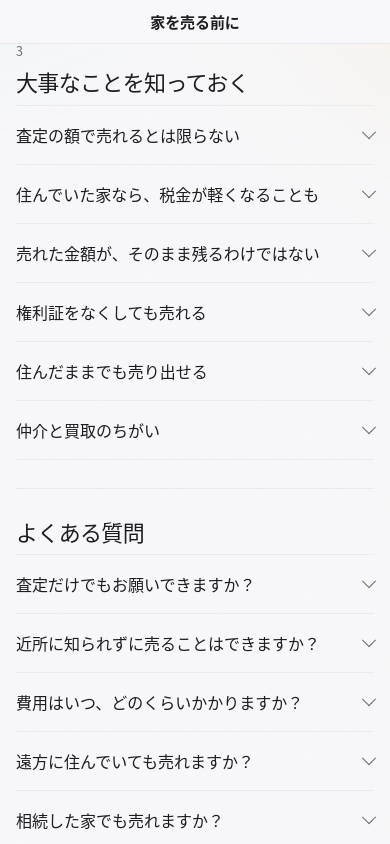 家を売る前に
3
大事なことを知っておく
査定の額で売れるとは限らない
住んでいた家なら、税金が軽くなることも
売れた金額が、そのまま残るわけではない
権利証をなくしても売れる
住んだままでも売り出せる
仲介と買取のちがい
よくある質問
査定だけでもお願いできますか？
近所に知られずに売ることはできますか？
費用はいつ、どのくらいかかりますか？
遠方に住んでいても売れますか？
相続した家でも売れますか？